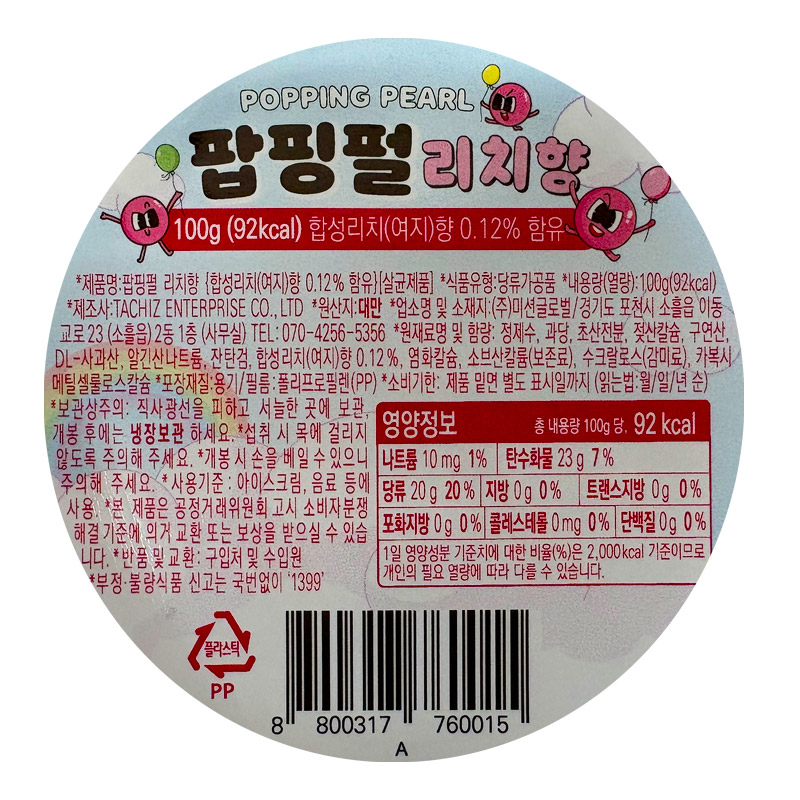 POPPING PEARL
팝핑펄 리치향
100g (92kcal) 합성리치(여지)향 0.12% 함유
*제품명:팝핑펄 리치향 {합성리치(여지)향 0.12% 함유}[살균제품] *식품유형:당류가공품 *내용량(열량):100g(92kcal)
*제조사:TACHIZ ENTERPRISE CO., LTD *원산지:대만 *업소명 및 소재지:(주)미션글로벌/경기도 포천시 소흘읍 이동
교로 23 (소흘읍) 2동 1층 (사무실) TEL: 070-4256-5356 *원재료명 및 함량: 정제수, 과당, 초산전분, 젖산칼슘, 구연산,
DL-사과산, 알긴산나트륨, 잔탄검, 합성리치(여지)향 0.12%, 염화칼슘, 소브산칼륨(보존료), 수크랄로스(감미료), 카복시
메틸셀룰로스칼슘 *포장재질:용기/필름:폴리프로필렌(PP) *소비기한: 제품 밑면 별도 표시일까지 (읽는법:월/일/년 순)
*보관상주의: 직사광선을 피하고 서늘한 곳에 보관,
개봉 후에는 냉장보관 하세요. *섭취 시 목에 걸리지
않도록 주의해 주세요. *개봉 시 손을 베일 수 있으니
주의해 주세요. *사용기준: 아이스크림, 음료 등에
사용. *본 제품은 공정거래위원회 고시 소비자분쟁
해결 기준에 의거 교환 또는 보상을 받으실 수 있습
니다. *반품 및 교환: 구입처 및 수입원
*부정·불량식품 신고는 국번없이 '1399'
영양정보 총 내용량 100g 당, 92 kcal
나트륨 10 mg 1% 탄수화물 23 g 7%
당류 20 g 20% 지방 0 g 0% 트랜스지방 0g 0%
포화지방 0 g 0% 콜레스테롤 0 mg 0% 단백질 0 g 0%
1일 영양성분 기준치에 대한 비율(%)은 2,000 kcal 기준이므로
개인의 필요 열량에 따라 다를 수 있습니다.
플라스틱
PP
8 800317 760015
A